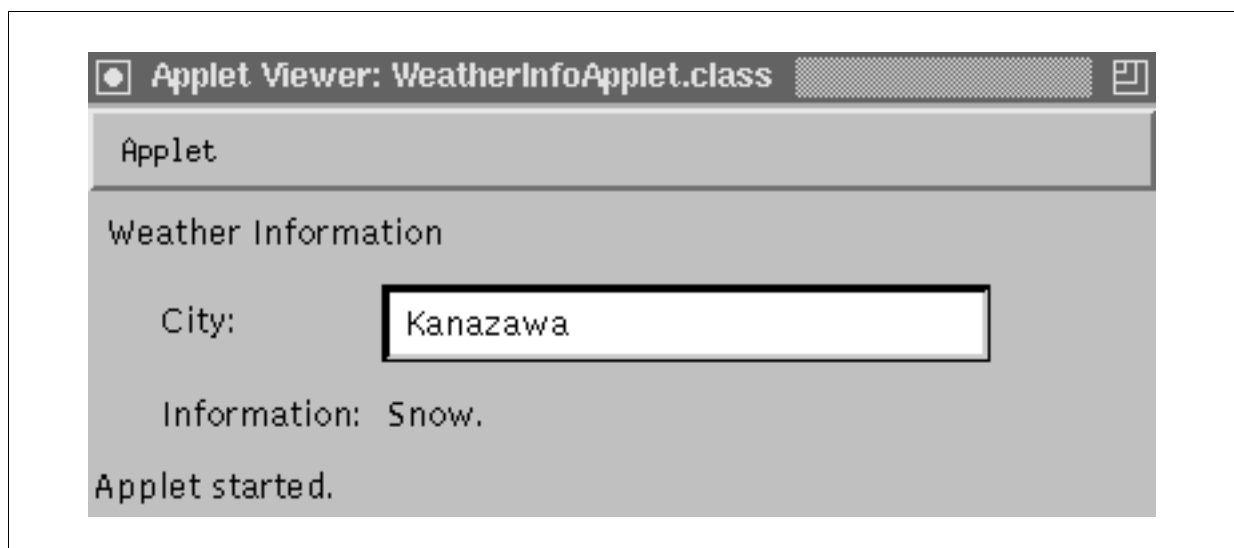 Applet Viewer: WeatherInfoApplet.class
Applet
Weather Information
City: Kanazawa
Information: Snow.
Applet started.